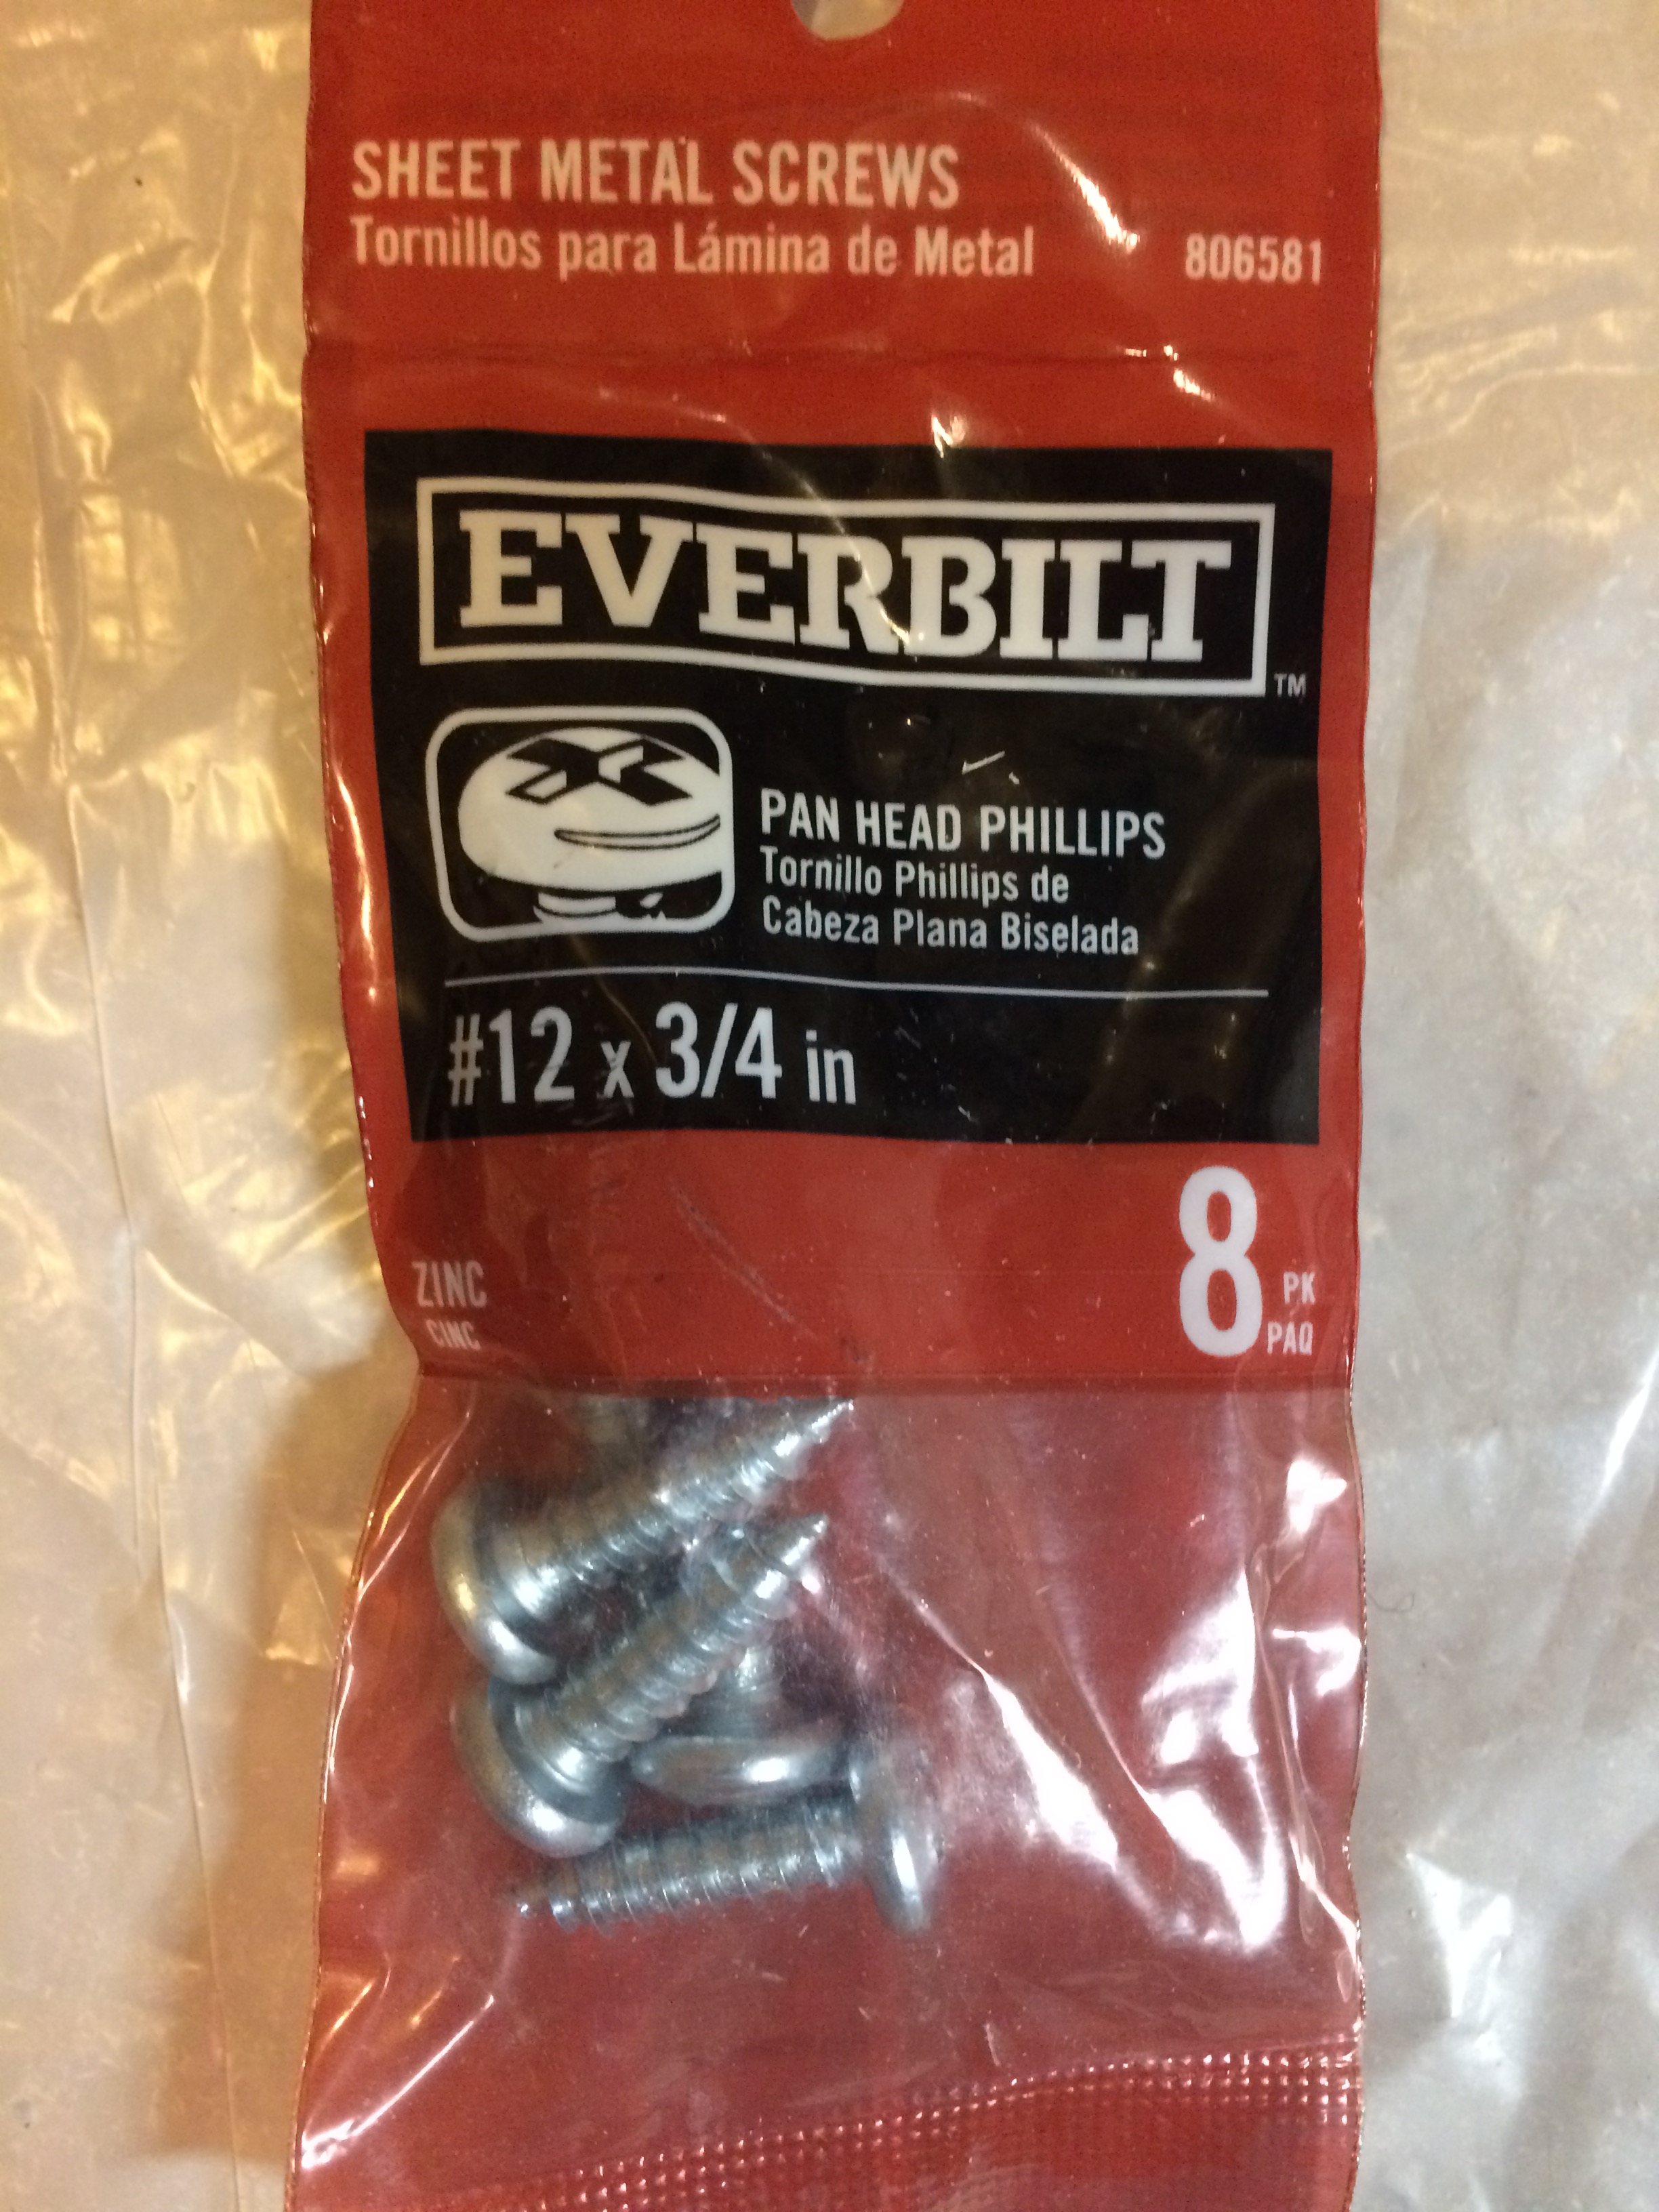 SHEET METAL SCREWS
Tornillos para Lámina de Metal
806581
EVERBILT
TM
PAN HEAD PHILLIPS
Tornillo Phillips de
Cabeza Plana Biselada
#12 x 3/4 in
ZINC
CINC
8
PK
PAQ